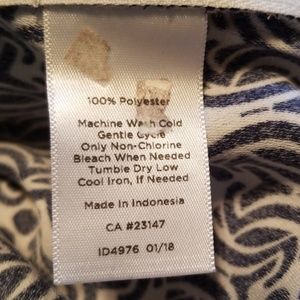 100% Polyester
Machine Wash Cold
Gentle Cycle
Only Non-Chlorine
Bleach When Needed
Tumble Dry Low
Cool Iron, If Needed
Made In Indonesia
CA #23147
ID4976 01/18